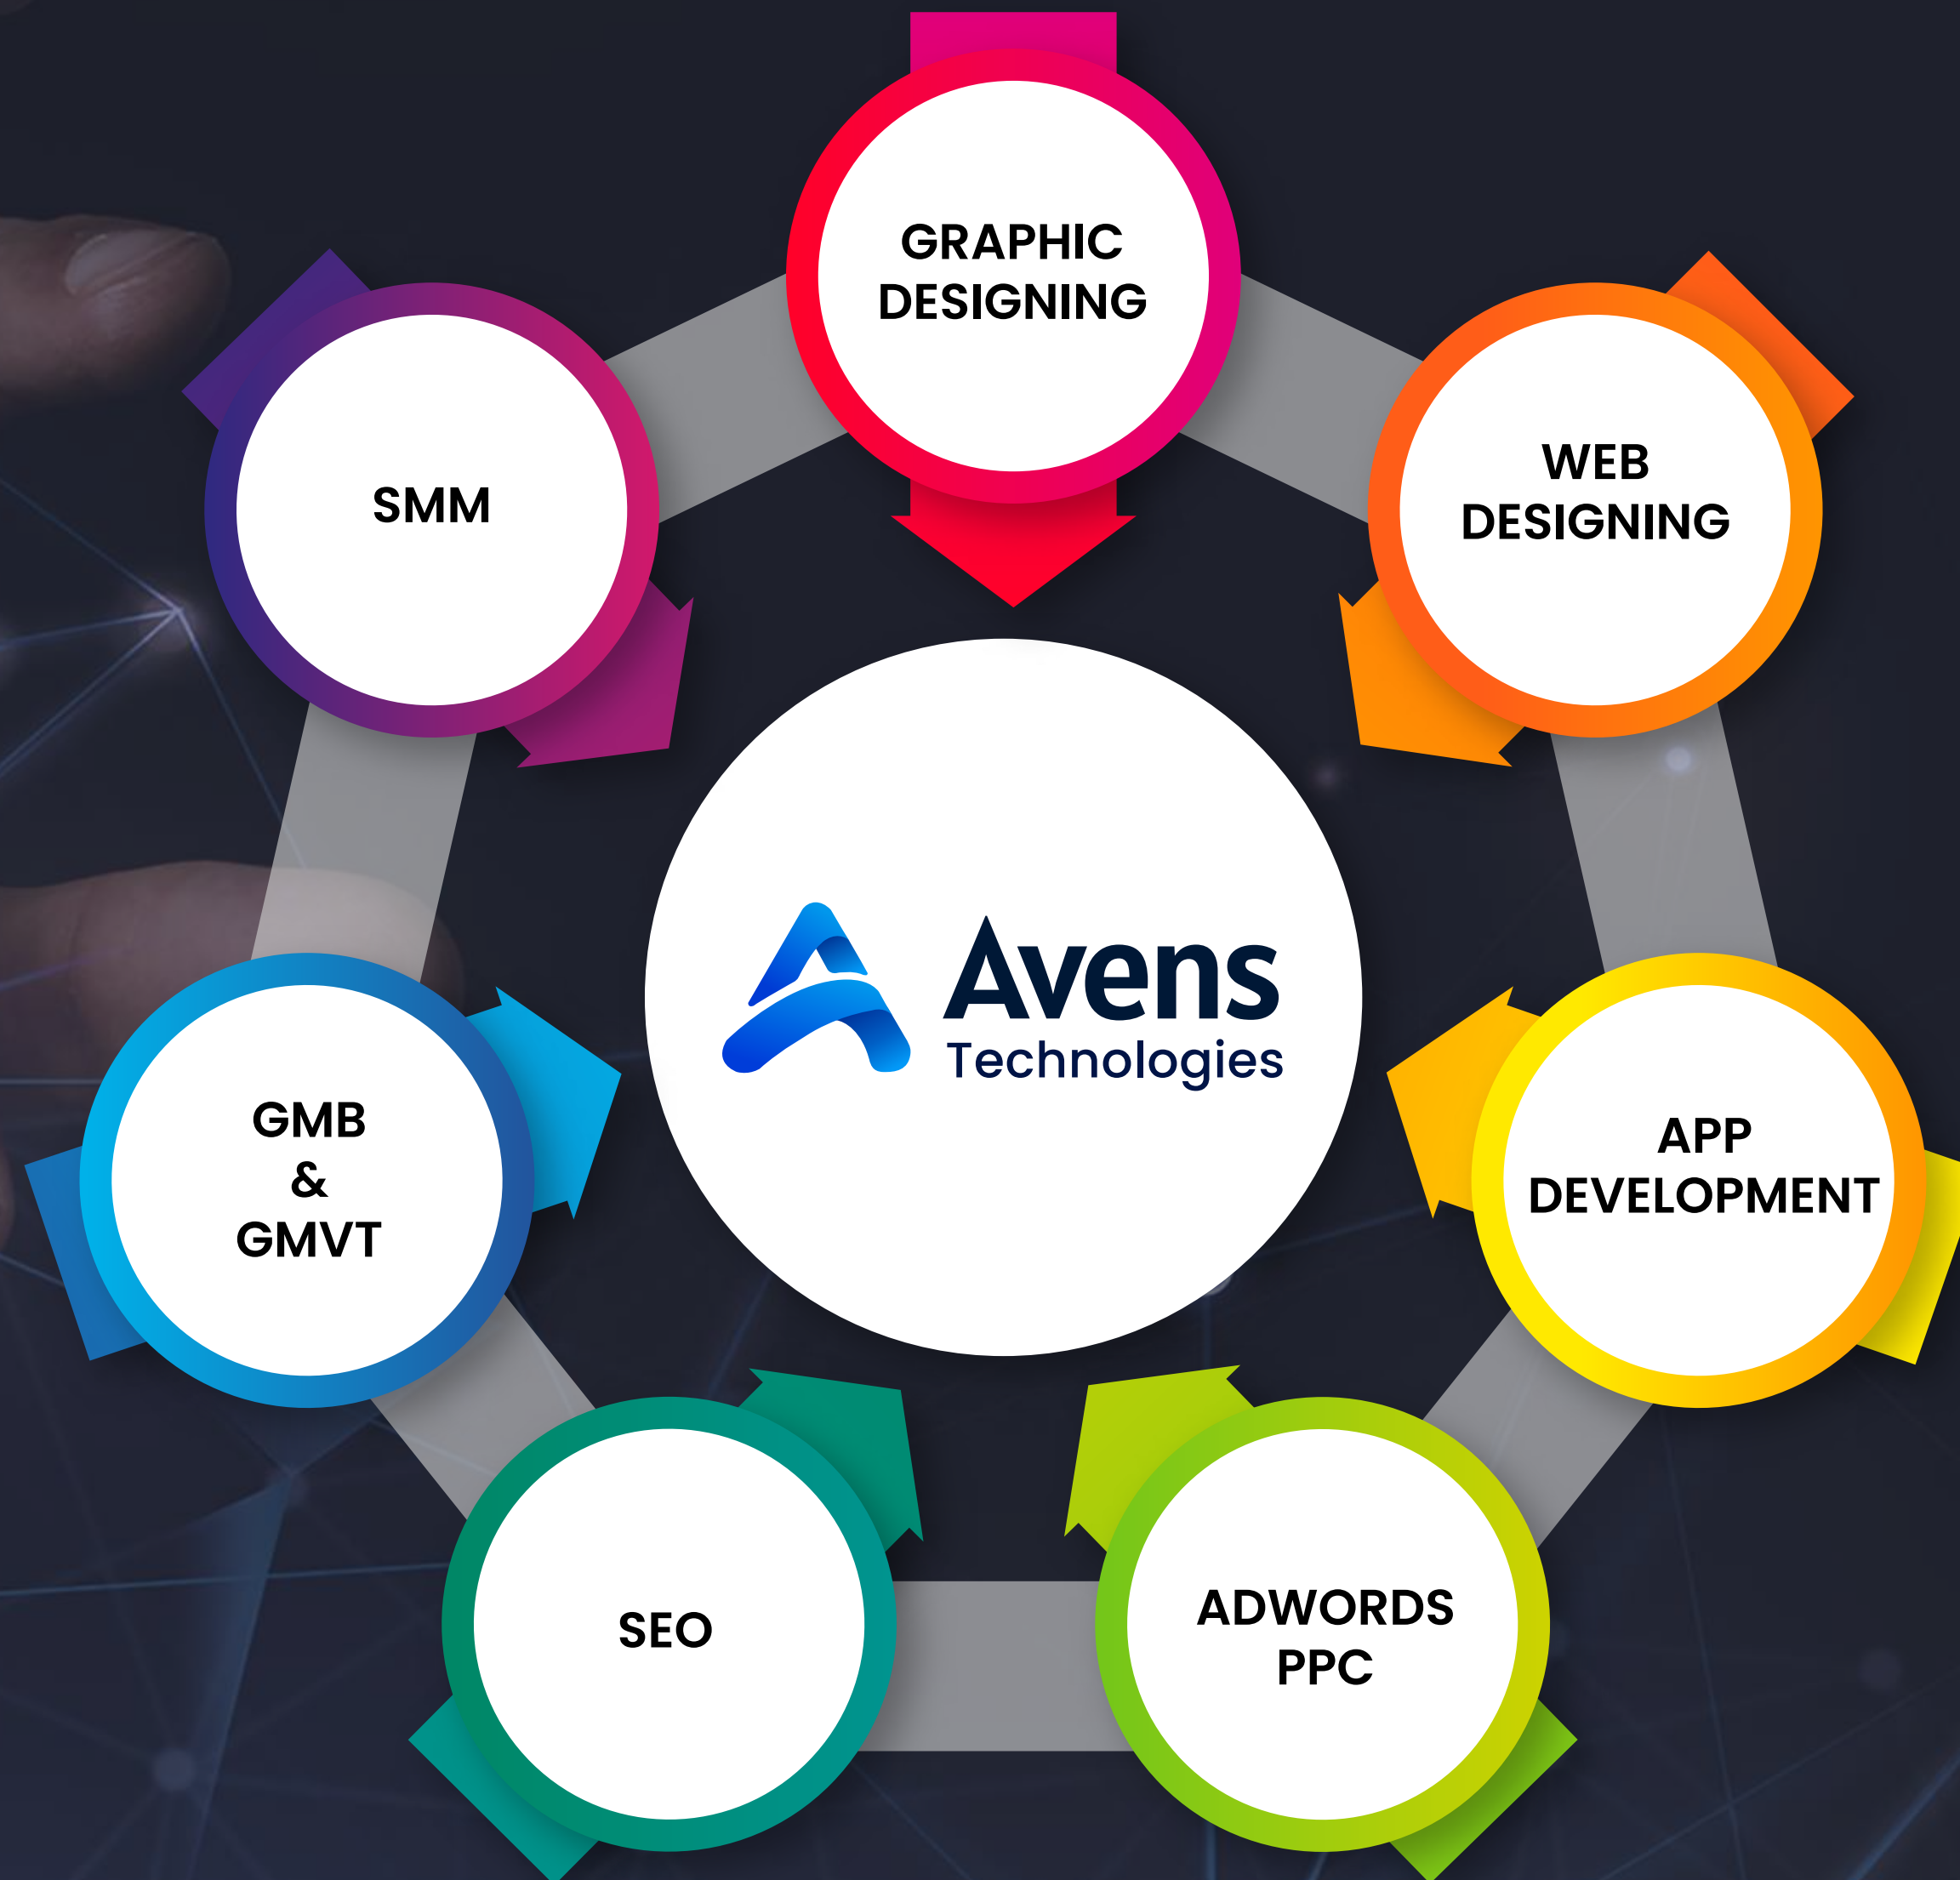 GRAPHIC
DESIGNING
WEB
DESIGNING
SMM
Avens
Technologies
GMB
&
GMVT
APP
DEVELOPMENT
SEO
ADWORDS
PPC